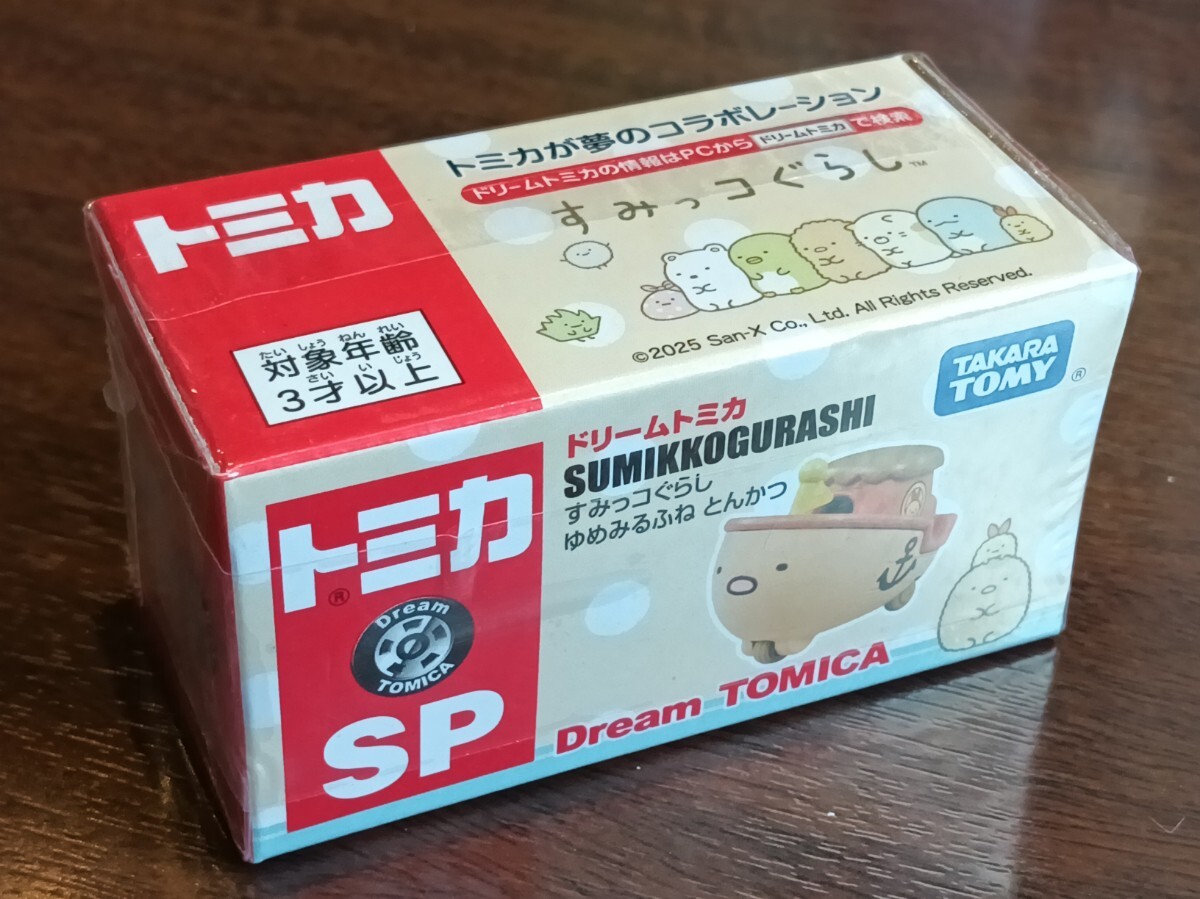 トミカ
たいしょうねんれい
対象年齢
さい いじょう
3才以上
トミカが夢のコラボレーション
ドリームトミカの情報はPCから ドリームトミカ で検索
すみっコぐらし™
©2025 San-X Co., Ltd. All Rights Reserved.
TAKARA
TOMY®
トミカ®
Dream
TOMICA
SP
ドリームトミカ
SUMIKKOGURASHI
すみっコぐらし
ゆめみるふね とんかつ
Dream TOMICA